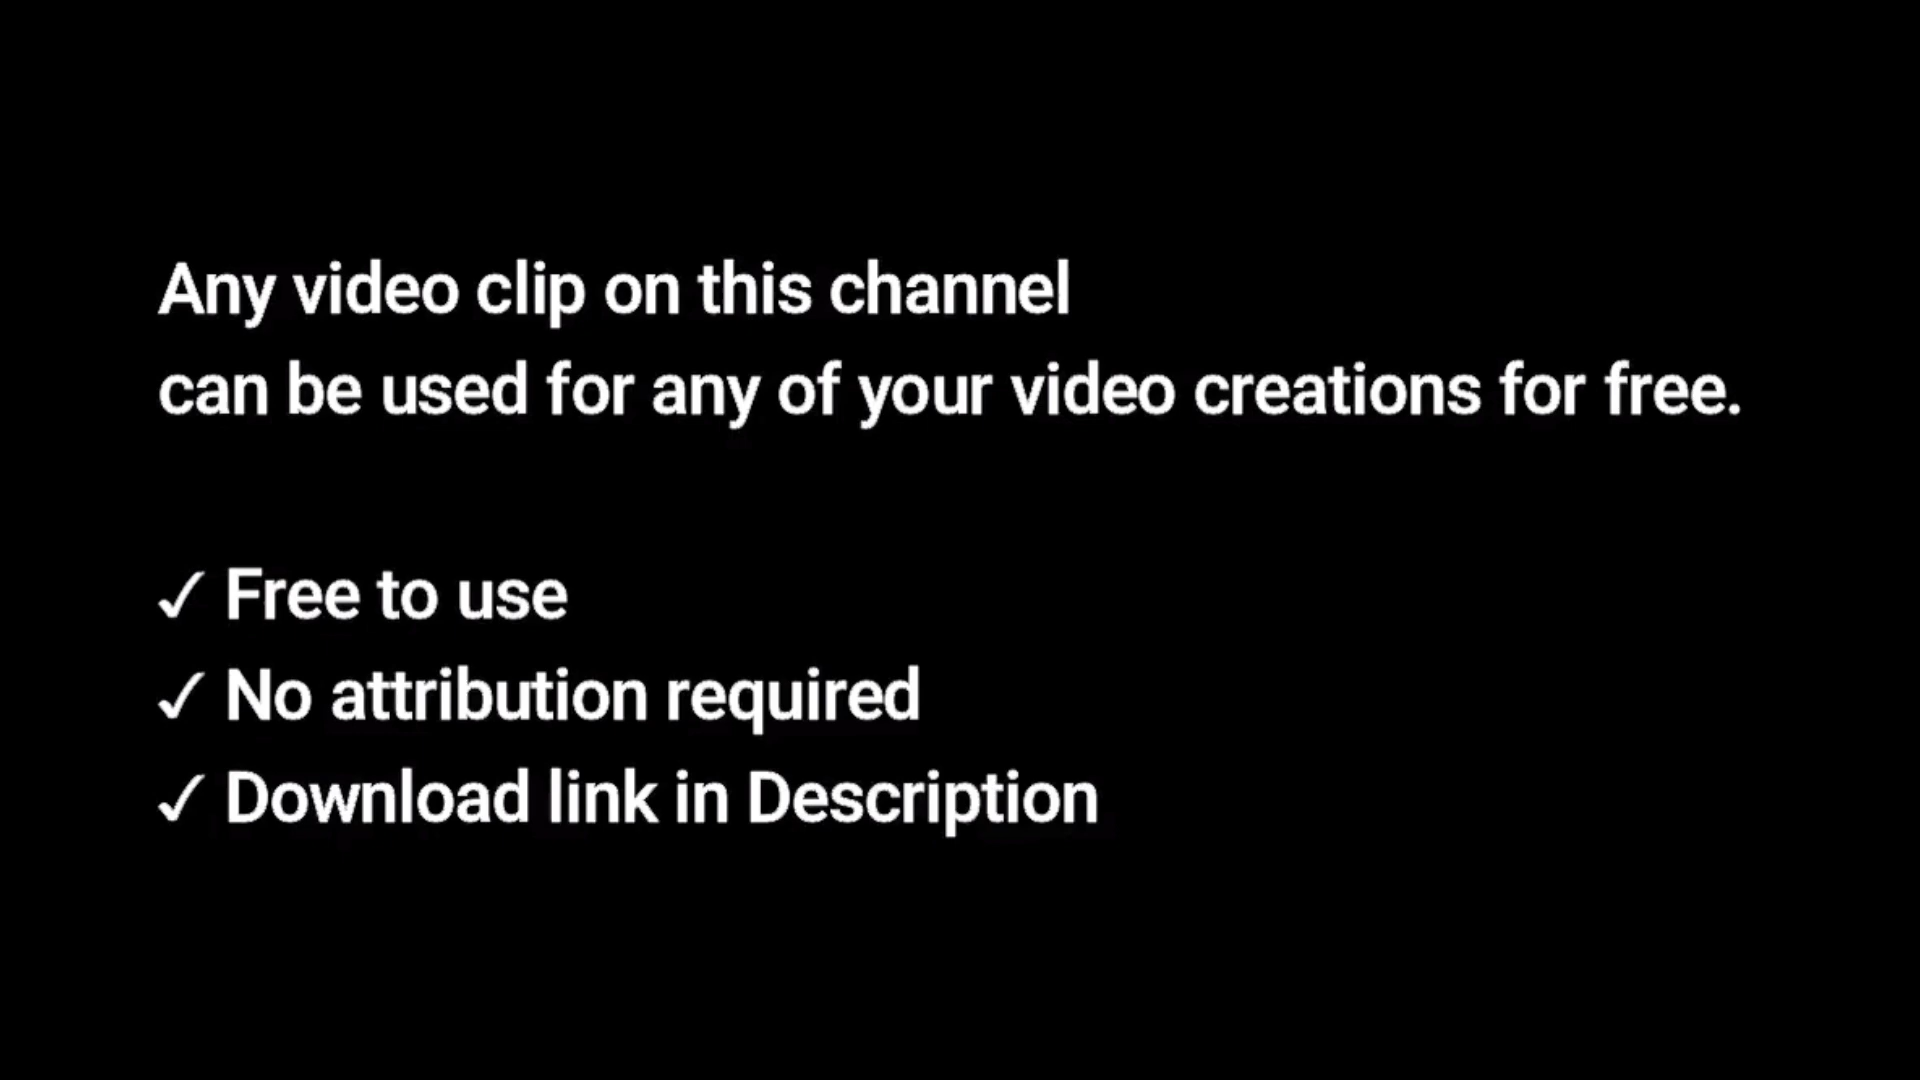 Any video clip on this channel
can be used for any of your video creations for free.
✓ Free to use
✓ No attribution required
✓ Download link in Description